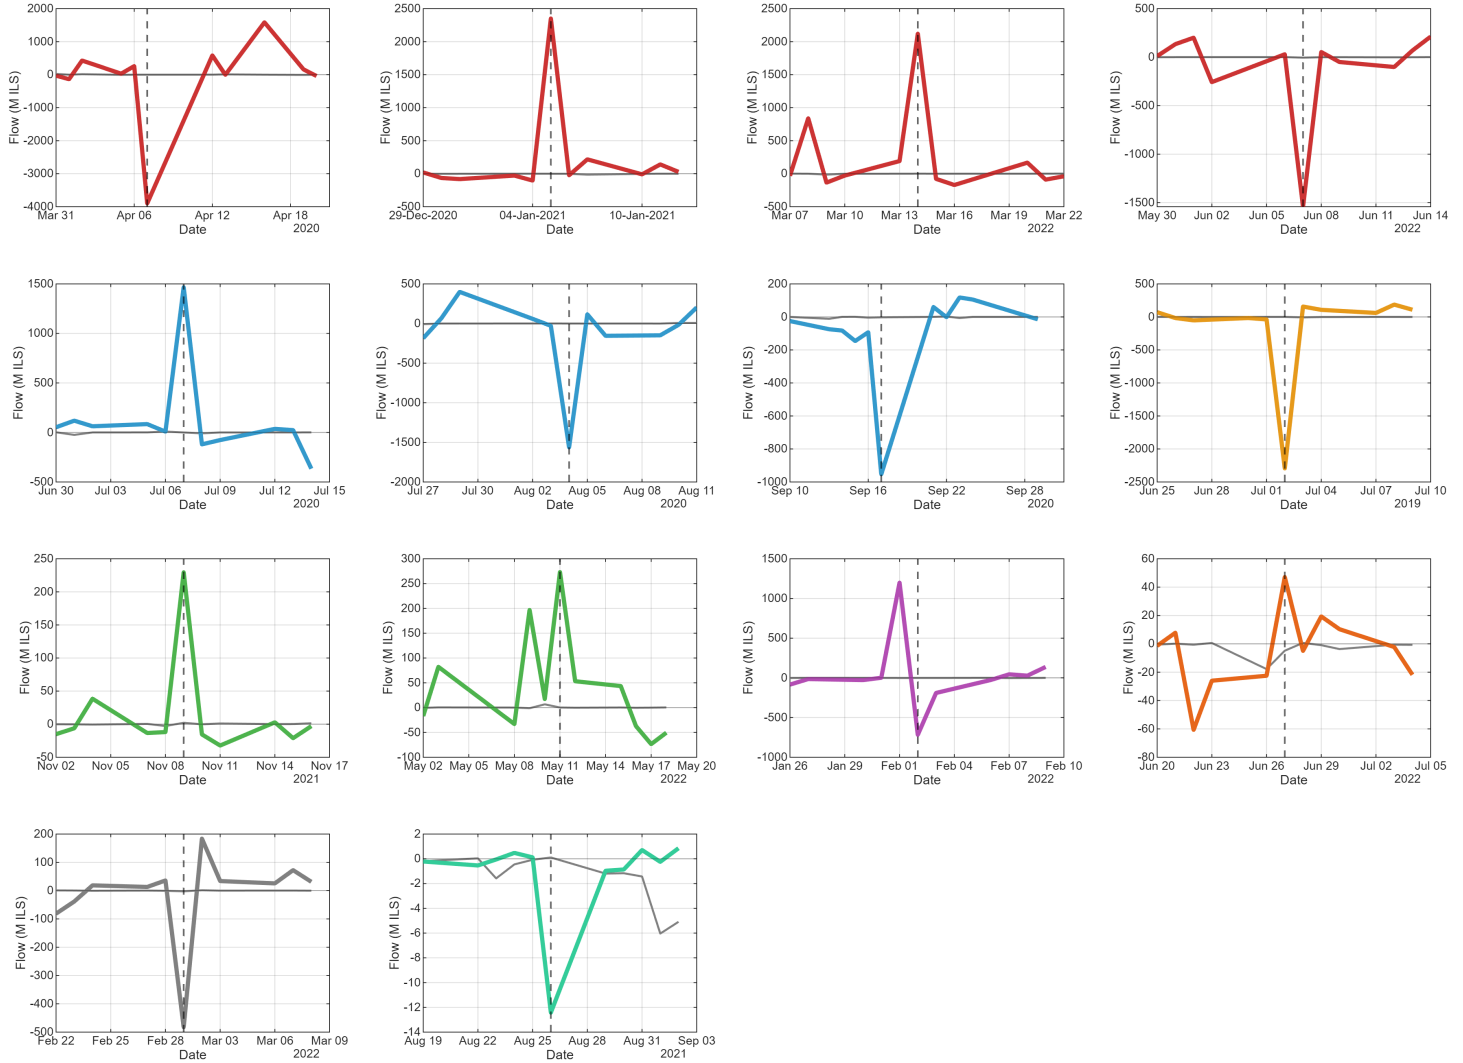 2000
1000
0
-1000
-2000
-3000
-4000
Flow (M ILS)
Mar 31 Apr 06 Apr 12 Apr 18
Date
2020
2500
2000
1500
1000
500
0
-500
Flow (M ILS)
29-Dec-2020 04-Jan-2021 10-Jan-2021
Date
2500
2000
1500
1000
500
0
-500
Flow (M ILS)
Mar 07 Mar 10 Mar 13 Mar 16 Mar 19 Mar 22
Date
2022
500
0
-500
-1000
-1500
Flow (M ILS)
May 30 Jun 02 Jun 05 Jun 08 Jun 11 Jun 14
Date
2022
1500
1000
500
0
-500
Flow (M ILS)
Jun 30 Jul 03 Jul 06 Jul 09 Jul 12 Jul 15
Date
2020
500
0
-500
-1000
-1500
-2000
Flow (M ILS)
Jul 27 Jul 30 Aug 02 Aug 05 Aug 08 Aug 11
Date
2020
200
0
-200
-400
-600
-800
-1000
Flow (M ILS)
Sep 10 Sep 16 Sep 22 Sep 28
Date
2020
500
0
-500
-1000
-1500
-2000
-2500
Flow (M ILS)
Jun 25 Jun 28 Jul 01 Jul 04 Jul 07 Jul 10
Date
2019
250
200
150
100
50
0
-50
Flow (M ILS)
Nov 02 Nov 05 Nov 08 Nov 11 Nov 14 Nov 17
Date
2021
300
250
200
150
100
50
0
-50
-100
Flow (M ILS)
May 02 May 05 May 08 May 11 May 14 May 17 May 20
Date
2022
1500
1000
500
0
-500
-1000
Flow (M ILS)
Jan 26 Jan 29 Feb 01 Feb 04 Feb 07 Feb 10
Date
2022
60
40
20
0
-20
-40
-60
-80
Flow (M ILS)
Jun 20 Jun 23 Jun 26 Jun 29 Jul 02 Jul 05
Date
2022
200
100
0
-100
-200
-300
-400
-500
Flow (M ILS)
Feb 22 Feb 25 Feb 28 Mar 03 Mar 06 Mar 09
Date
2022
2
0
-2
-4
-6
-8
-10
-12
-14
Flow (M ILS)
Aug 19 Aug 22 Aug 25 Aug 28 Aug 31 Sep 03
Date
2021